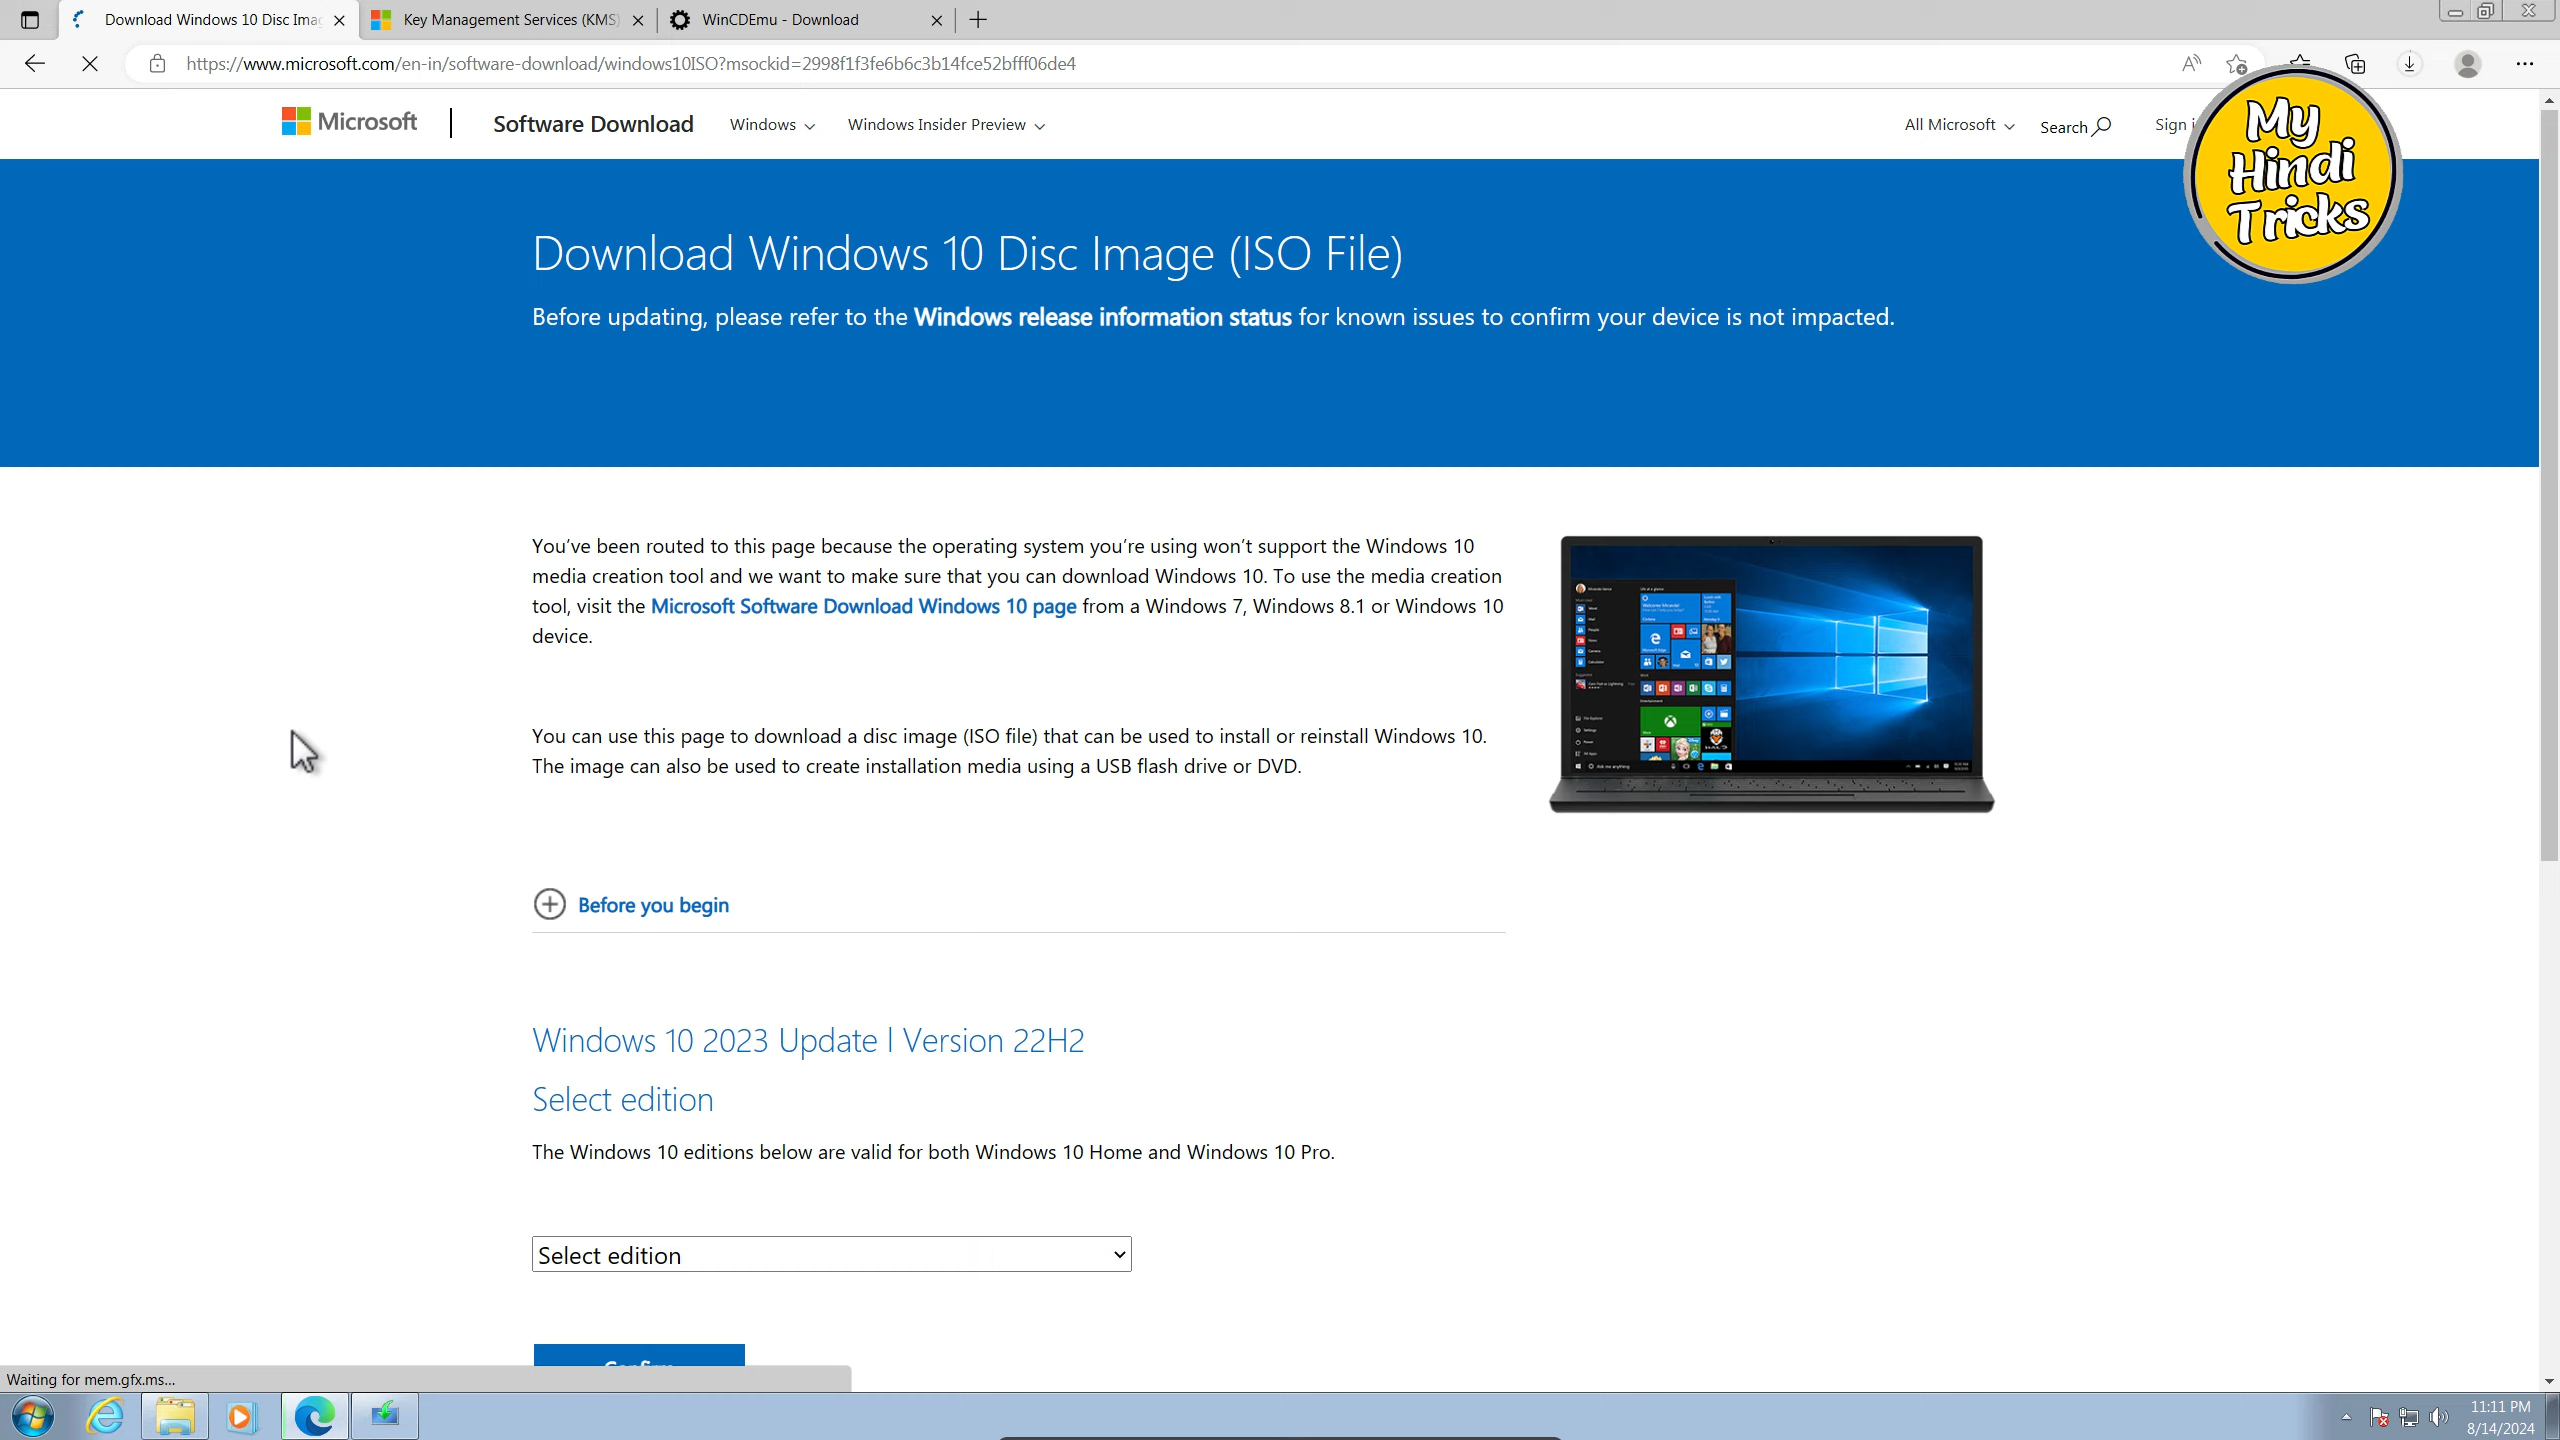 Download Windows 10 Disc Ima
Key Management Services (KMS)
WinCDEmu - Download
https://www.microsoft.com/en-in/software-download/windows10ISO?msockid=2998f1f3fe6b6c3b14fce52bfff06de4
Microsoft
Software Download
Windows
Windows Insider Preview
All Microsoft
Search
Sign i
My
Hindi
Tricks
Download Windows 10 Disc Image (ISO File)
Before updating, please refer to the Windows release information status for known issues to confirm your device is not impacted.
You've been routed to this page because the operating system you're using won't support the Windows 10
media creation tool and we want to make sure that you can download Windows 10. To use the media creation
tool, visit the Microsoft Software Download Windows 10 page from a Windows 7, Windows 8.1 or Windows 10
device.
You can use this page to download a disc image (ISO file) that can be used to install or reinstall Windows 10.
The image can also be used to create installation media using a USB flash drive or DVD.
Before you begin
Windows 10 2023 Update l Version 22H2
Select edition
The Windows 10 editions below are valid for both Windows 10 Home and Windows 10 Pro.
Select edition
Confirm
Waiting for mem.gfx.ms...
11:11 PM
8/14/2024